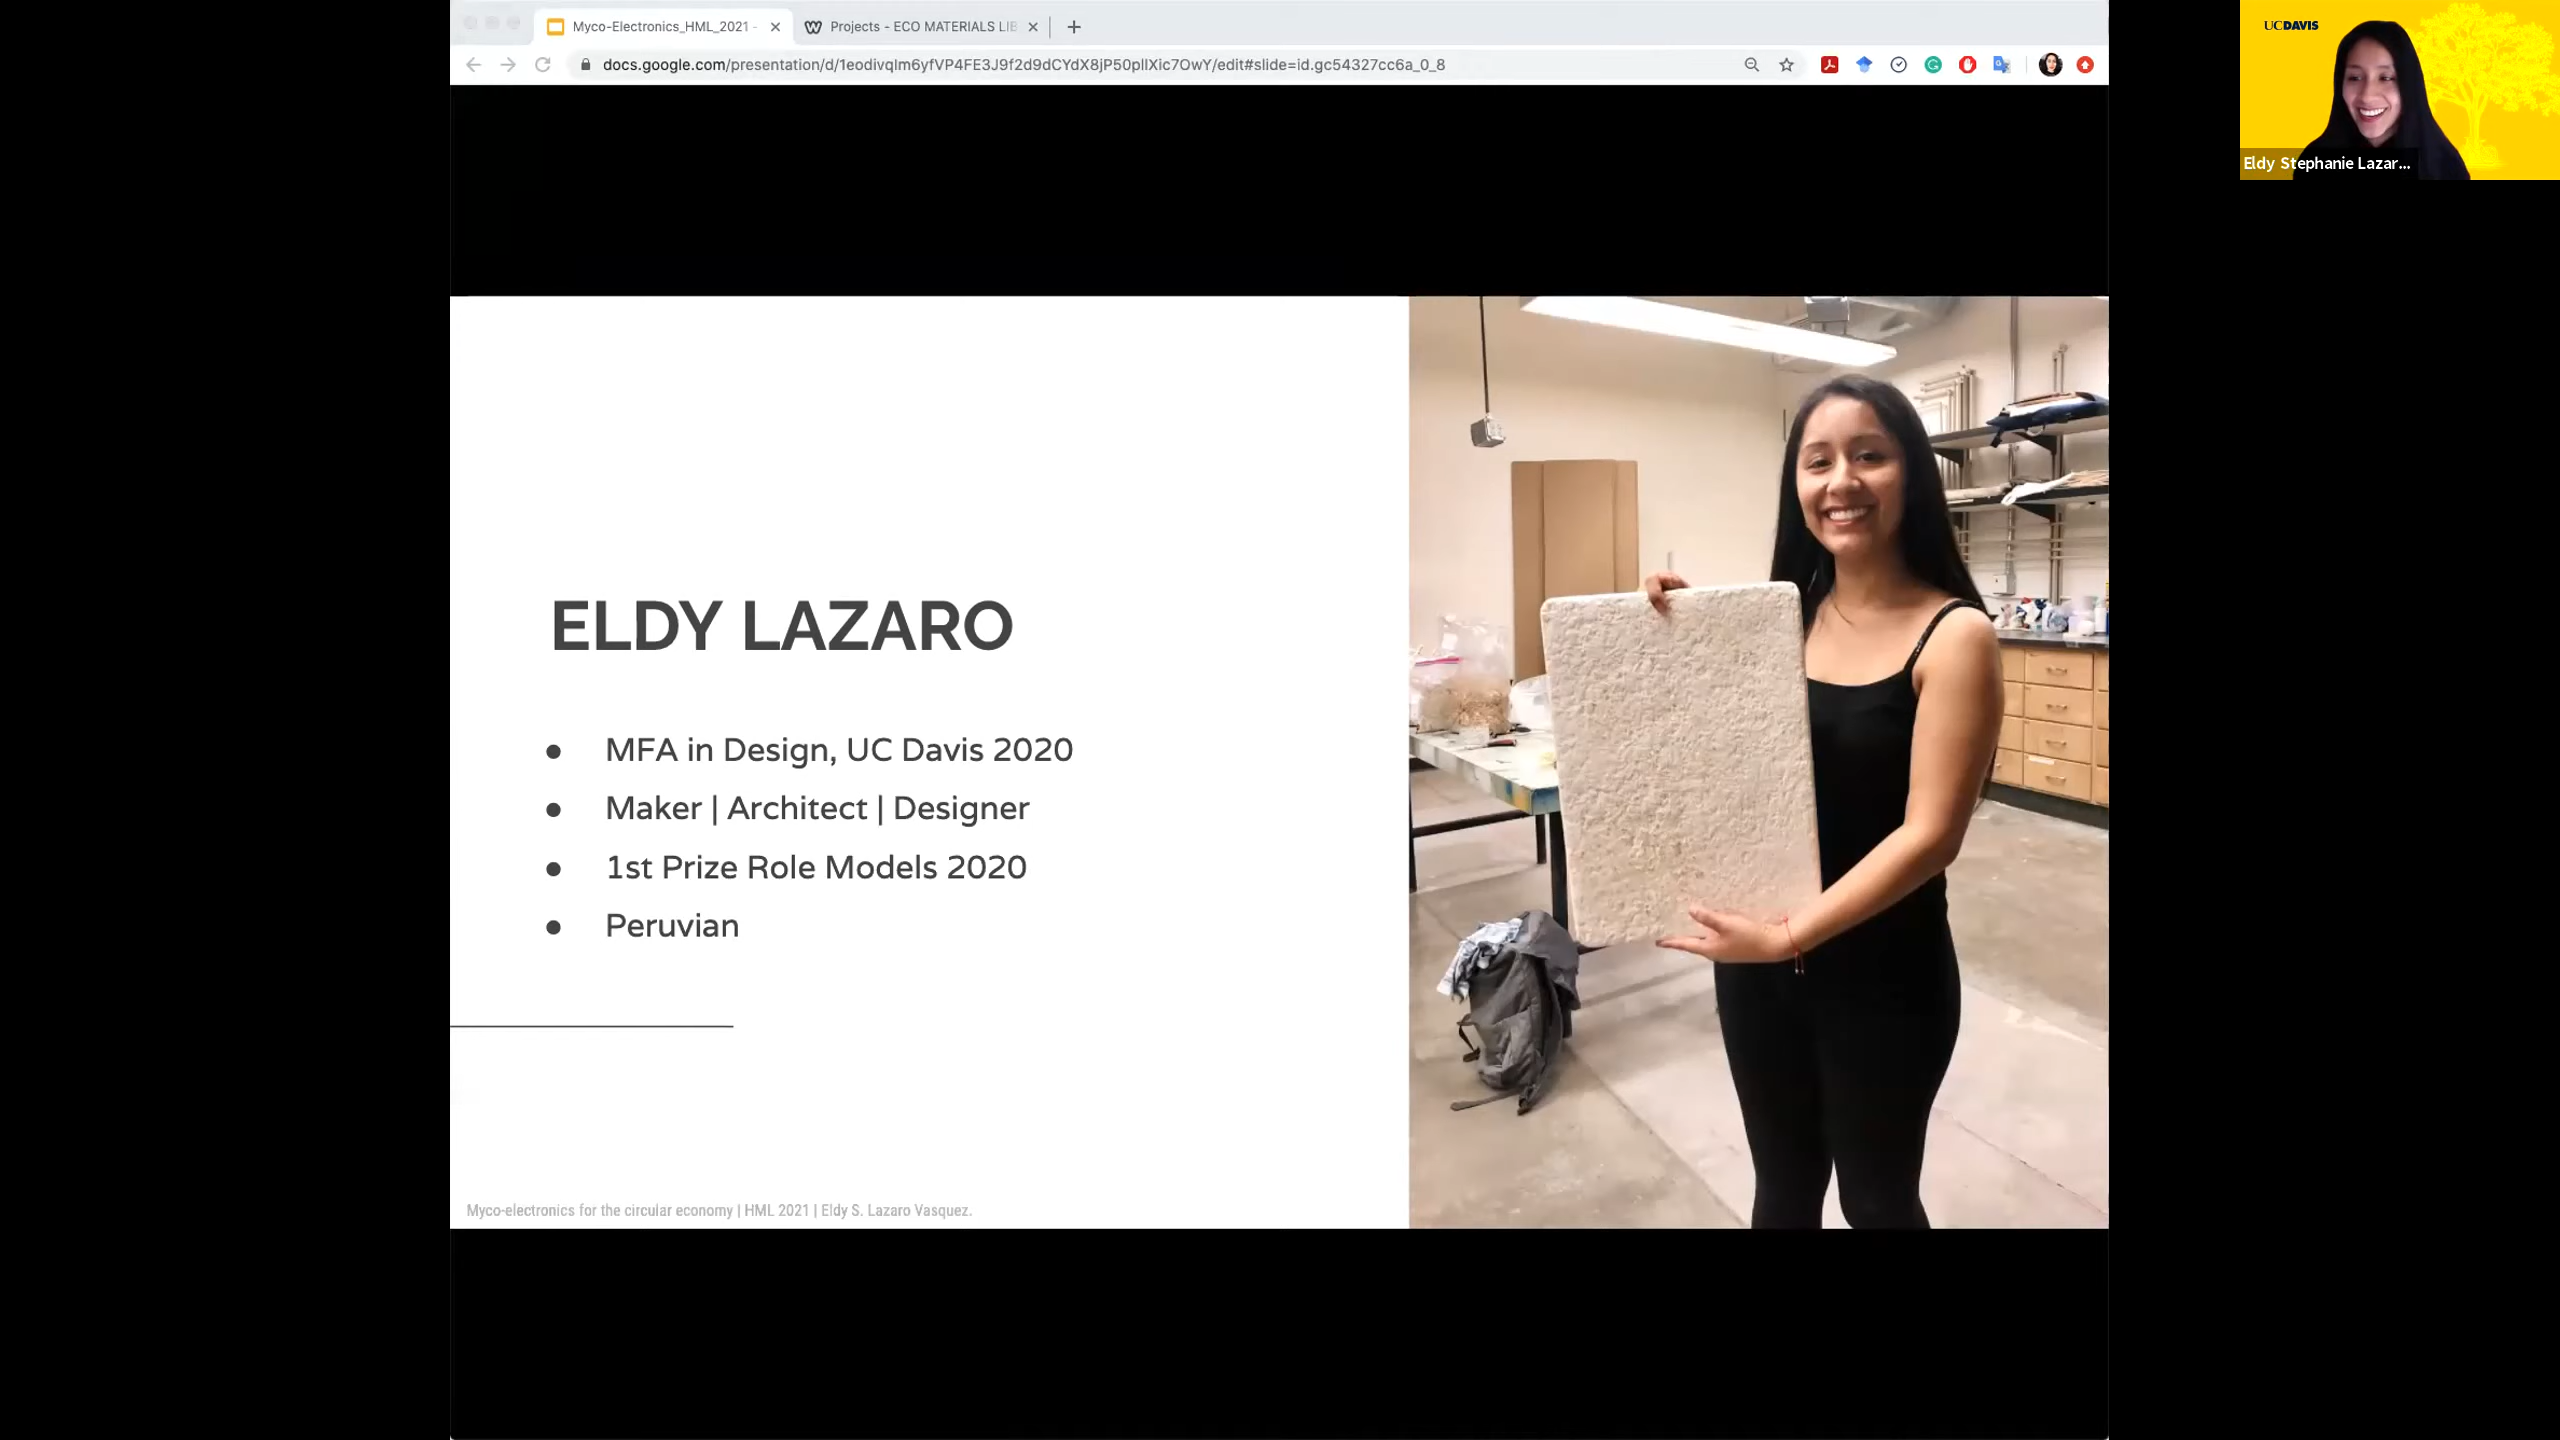 Myco-Electronics_HML_2021 -
Projects - ECO MATERIALS LIB
docs.google.com/presentation/d/1eodivqlm6yfVP4FE3J9f2d9dCYdX8jP50pllXic7OwY/edit#slide=id.gc54327cc6a_0_8
UCDAVIS
Eldy Stephanie Lazar...
ELDY LAZARO
● MFA in Design, UC Davis 2020
● Maker | Architect | Designer
● 1st Prize Role Models 2020
● Peruvian
Myco-electronics for the circular economy | HML 2021 | Eldy S. Lazaro Vasquez.